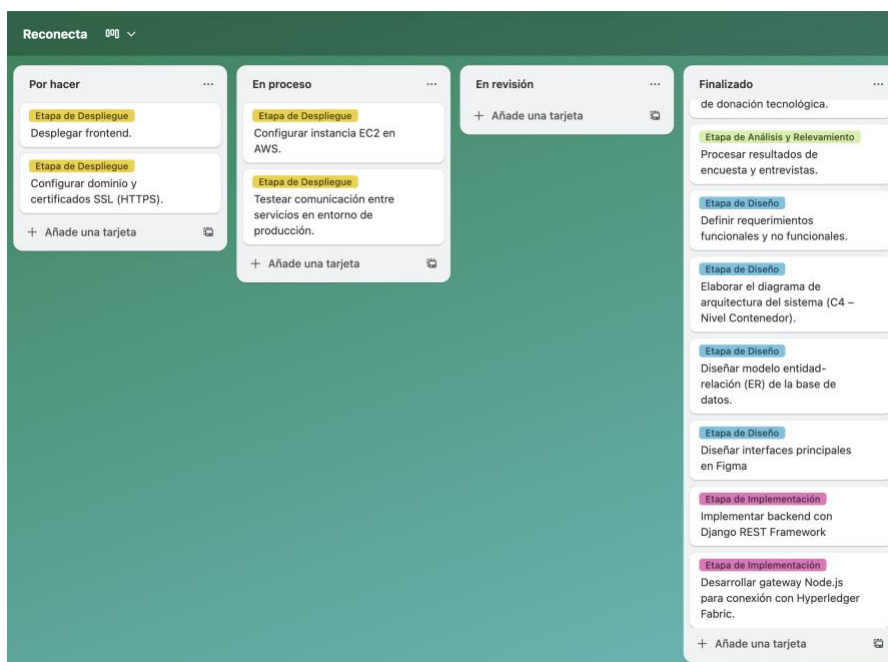 Reconecta
Por hacer
Etapa de Despliegue
Desplegar frontend.
Etapa de Despliegue
Configurar dominio y
certificados SSL (HTTPS).
+ Añade una tarjeta
En proceso
Etapa de Despliegue
Configurar instancia EC2 en
AWS.
Etapa de Despliegue
Testear comunicación entre
servicios en entorno de
producción.
+ Añade una tarjeta
En revisión
+ Añade una tarjeta
Finalizado
de donación tecnológica.
Etapa de Análisis y Relevamiento
Procesar resultados de
encuesta y entrevistas.
Etapa de Diseño
Definir requerimientos
funcionales y no funcionales.
Etapa de Diseño
Elaborar el diagrama de
arquitectura del sistema (C4 –
Nivel Contenedor).
Etapa de Diseño
Diseñar modelo entidad-
relación (ER) de la base de
datos.
Etapa de Diseño
Diseñar interfaces principales
en Figma
Etapa de Implementación
Implementar backend con
Django REST Framework
Etapa de Implementación
Desarrollar gateway Node.js
para conexión con Hyperledger
Fabric.
+ Añade una tarjeta